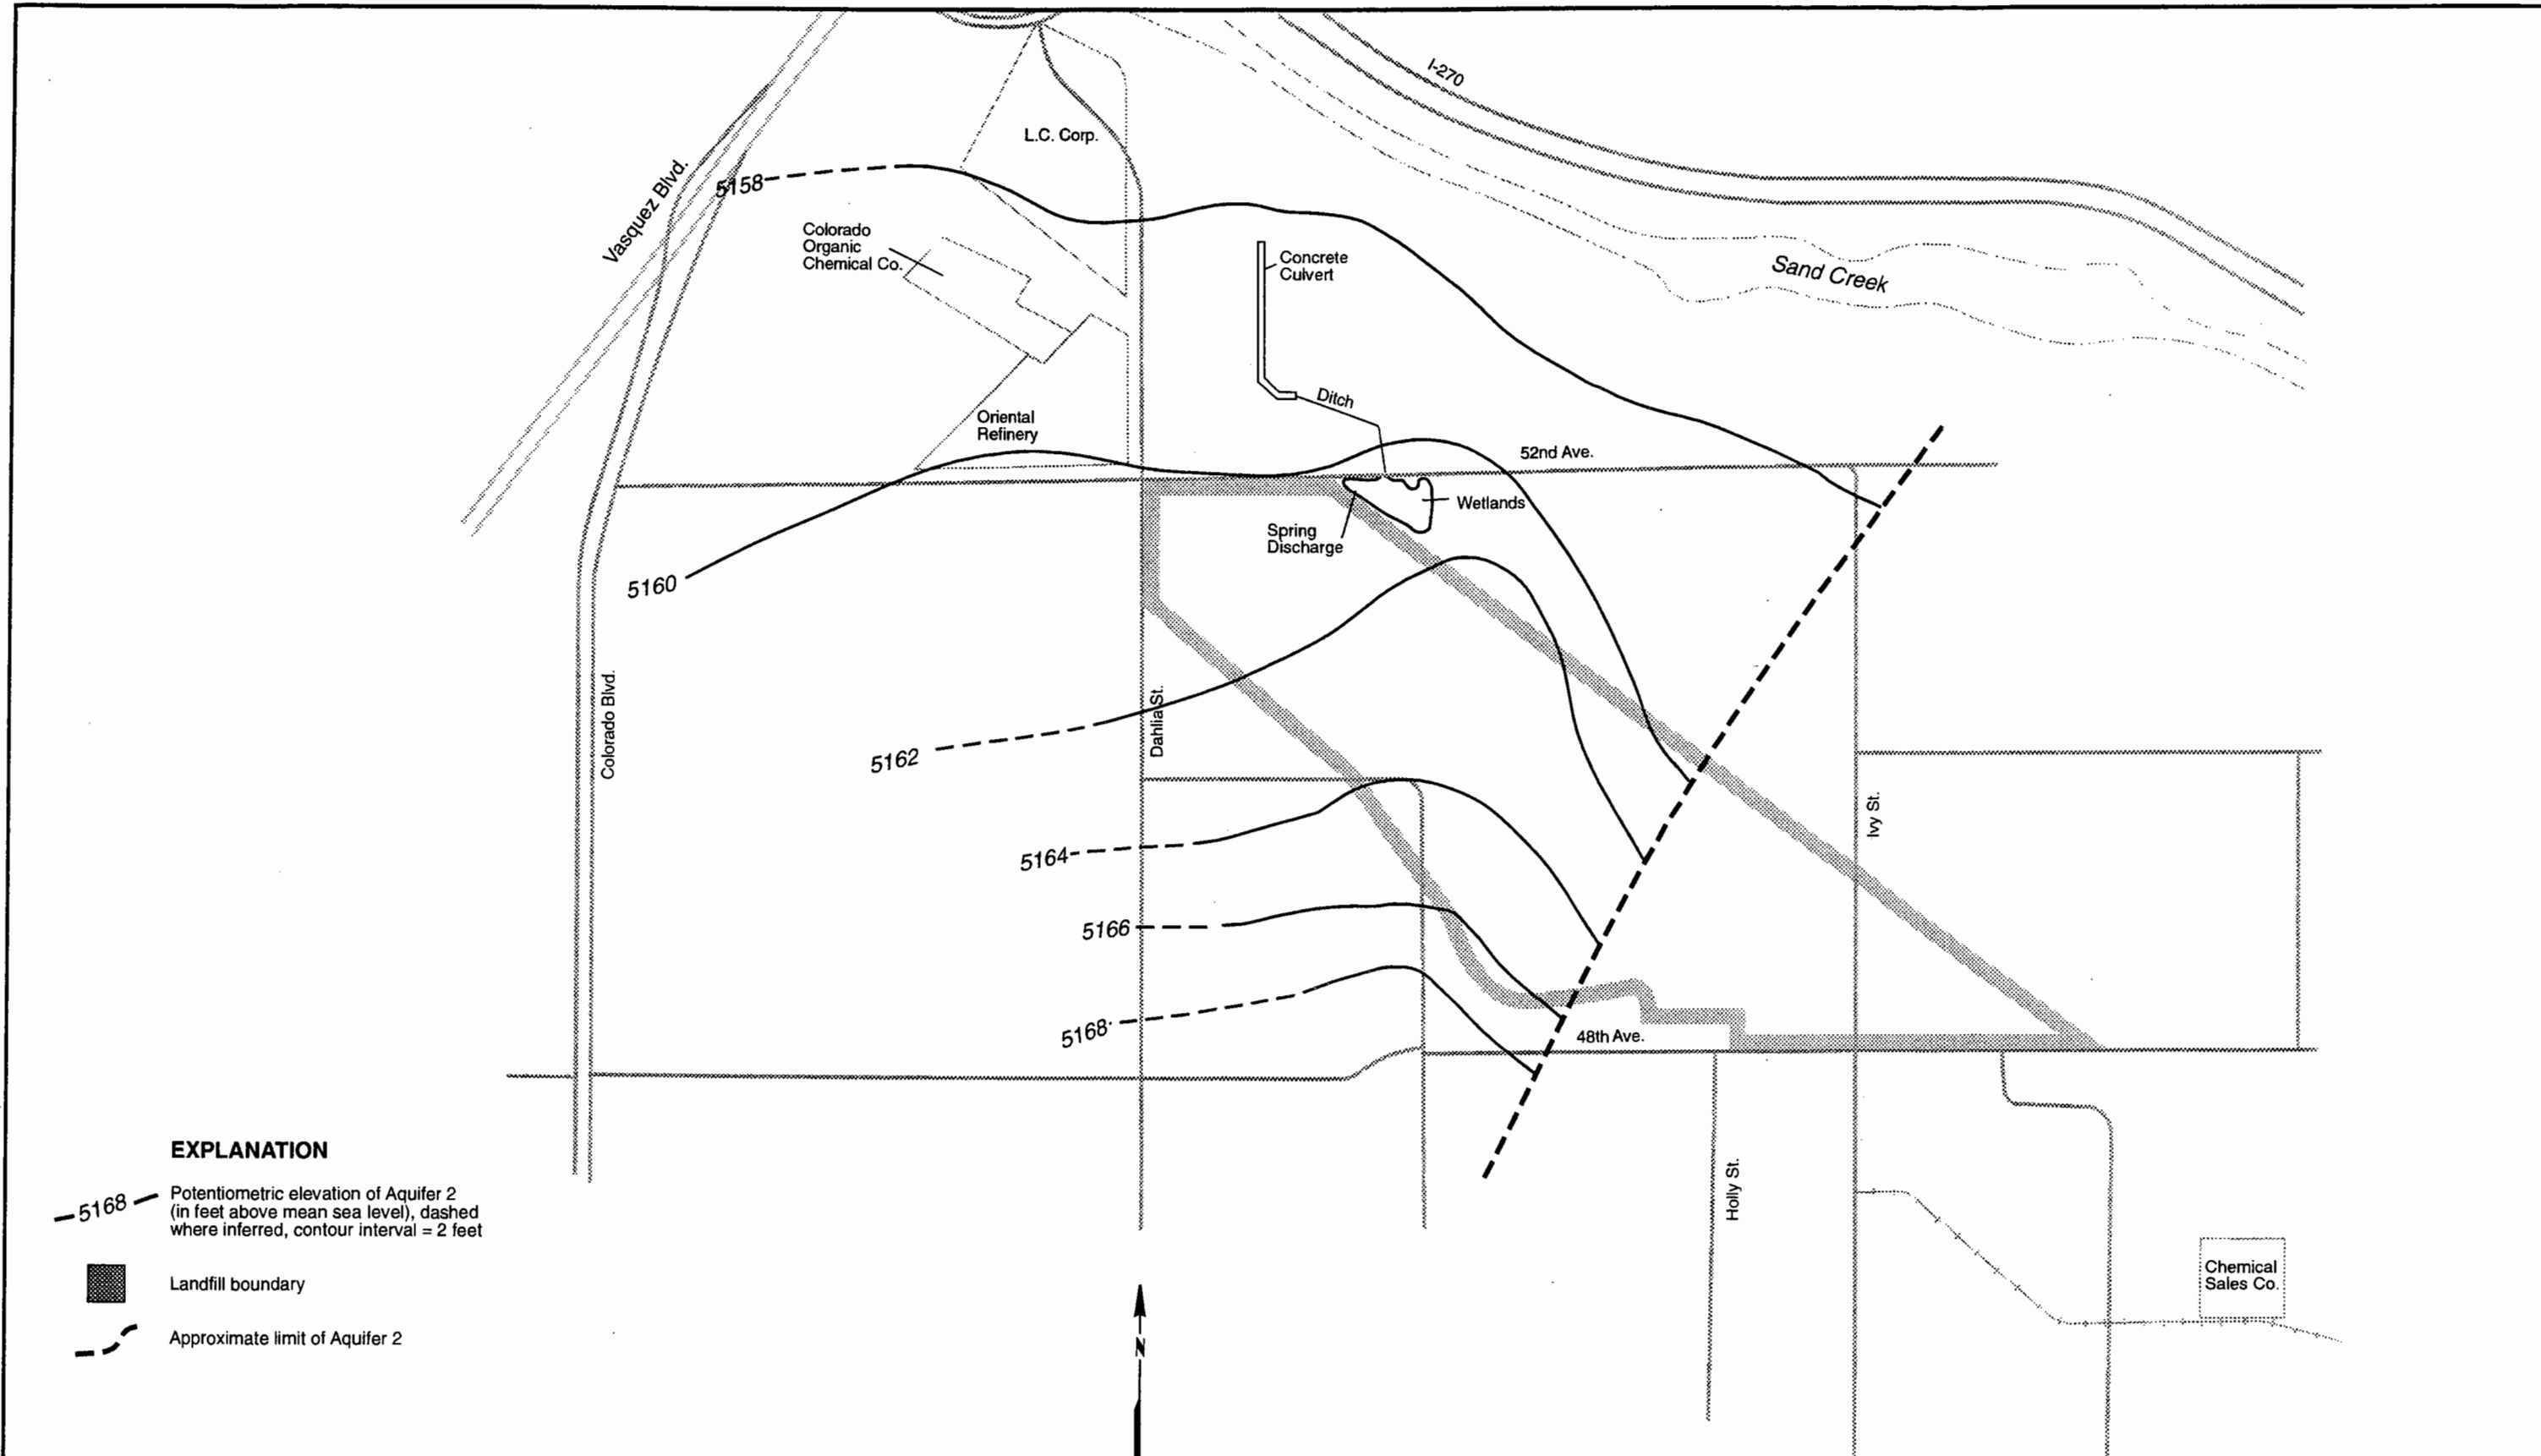 I-270
L.C. Corp.
Vasquez Blvd.
5158
Colorado
Organic
Chemical Co.
Concrete
Culvert
Sand Creek
Ditch
Oriental
Refinery
52nd Ave.
Wetlands
Spring
Discharge
5160
Colorado Blvd.
Dahlia St.
5162
Ivy St.
5164
5166
5168
48th Ave.
Holly St.
EXPLANATION
5168
Potentiometric elevation of Aquifer 2
(in feet above mean sea level), dashed
where inferred, contour interval = 2 feet
Landfill boundary
Approximate limit of Aquifer 2
N
Chemical
Sales Co.